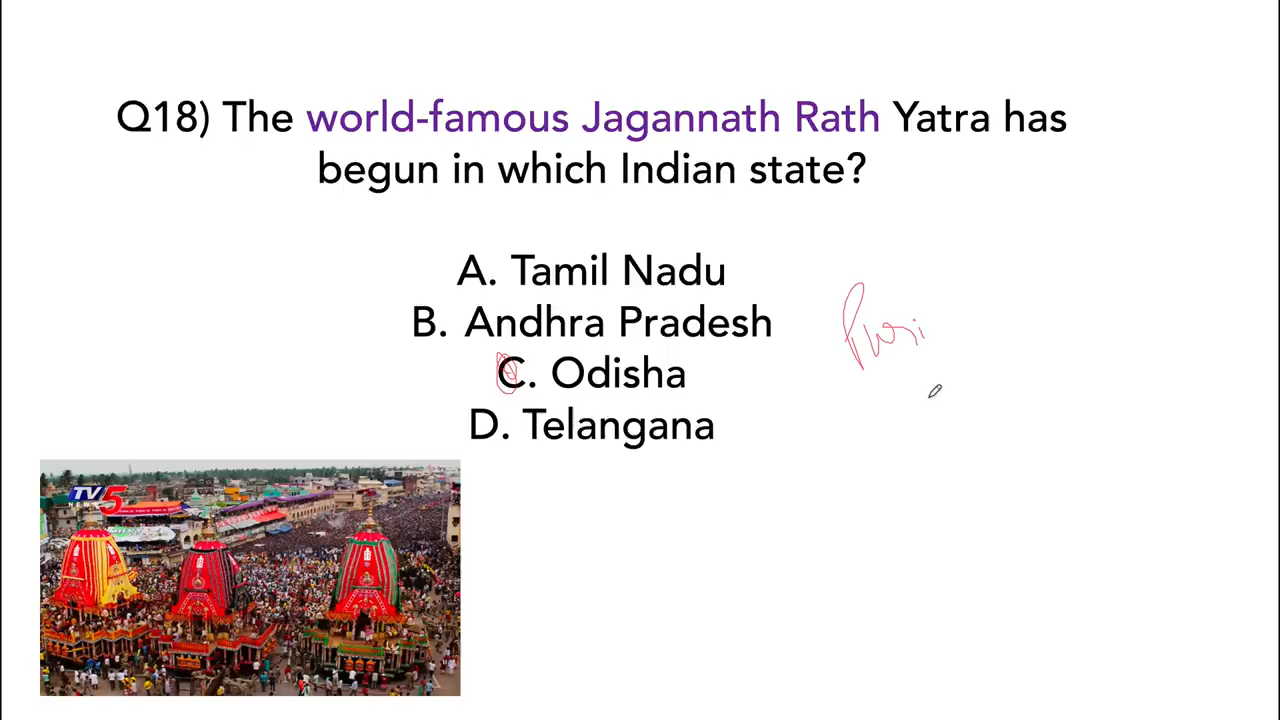 Q18) The world-famous Jagannath Rath Yatra has
begun in which Indian state?
A. Tamil Nadu
B. Andhra Pradesh
C. Odisha
D. Telangana
Puri
TV5
NEWS